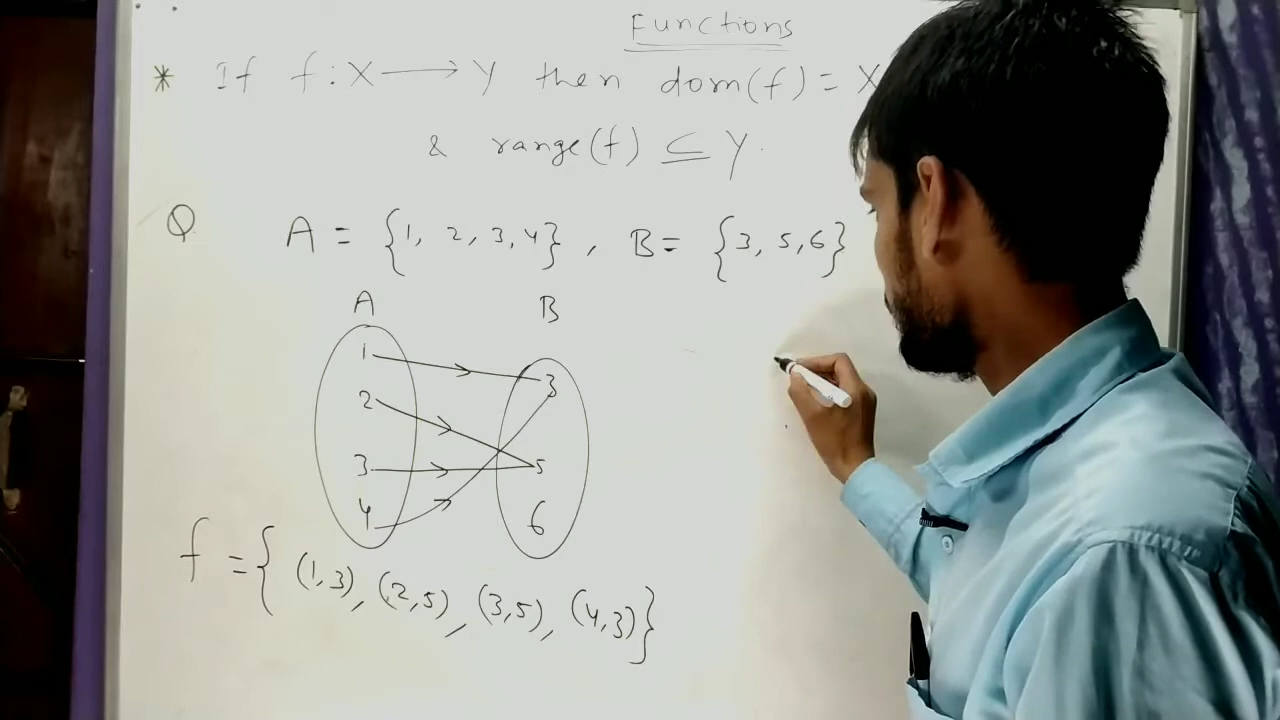 Functions
* If f : X ⟶ Y then dom(f) = X
& range(f) ⊆ Y.
Q A = {1, 2, 3, 4}, B = {3, 5, 6}
A B
1 3
2
3 5
4 6
f = {(1,3), (2,5), (3,5), (4,3)}